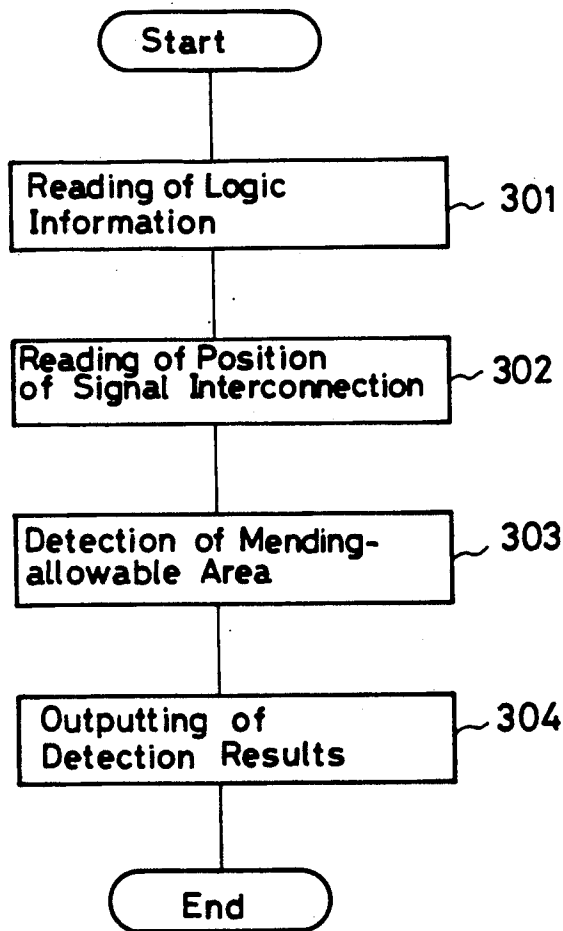 Start
Reading of Logic
Information
301
Reading of Position
of Signal Interconnection
302
Detection of Mending-
allowable Area
303
Outputting of
Detection Results
304
End